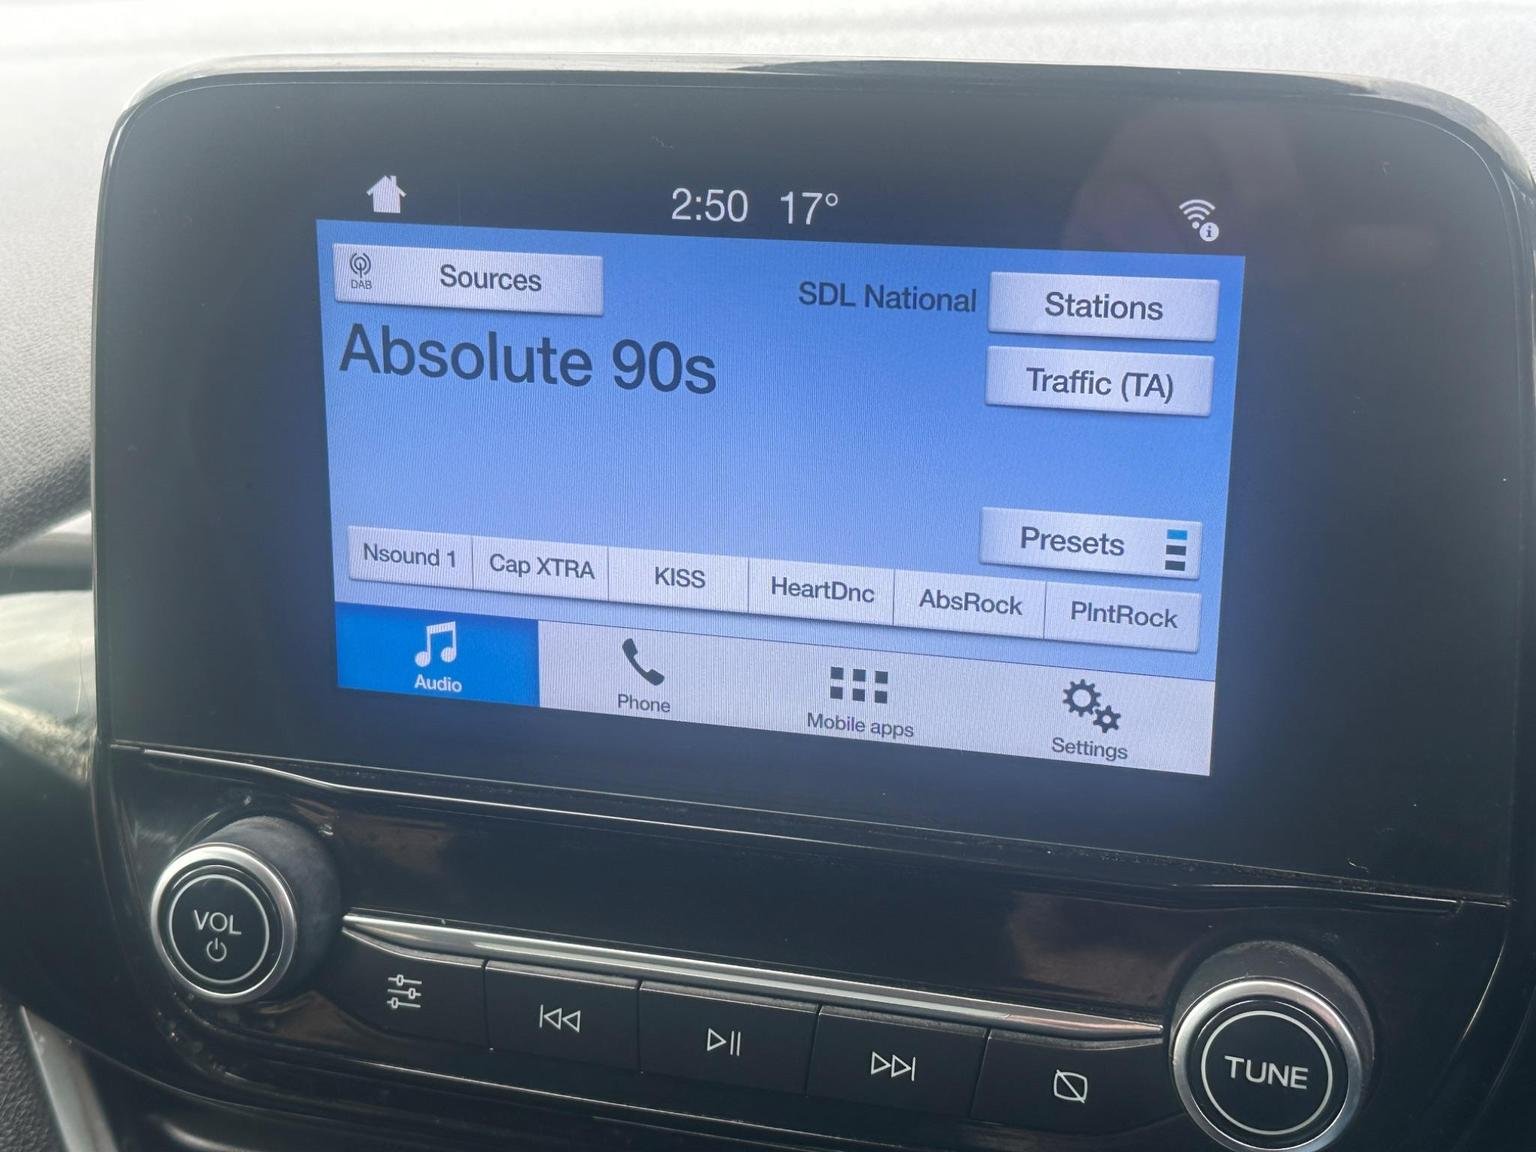 2:50 17°
DAB
Sources
SDL National
Stations
Absolute 90s
Traffic (TA)
Presets
Nsound 1
Cap XTRA
KISS
HeartDnc
AbsRock
PlntRock
Audio
Phone
Mobile apps
Settings
VOL
TUNE